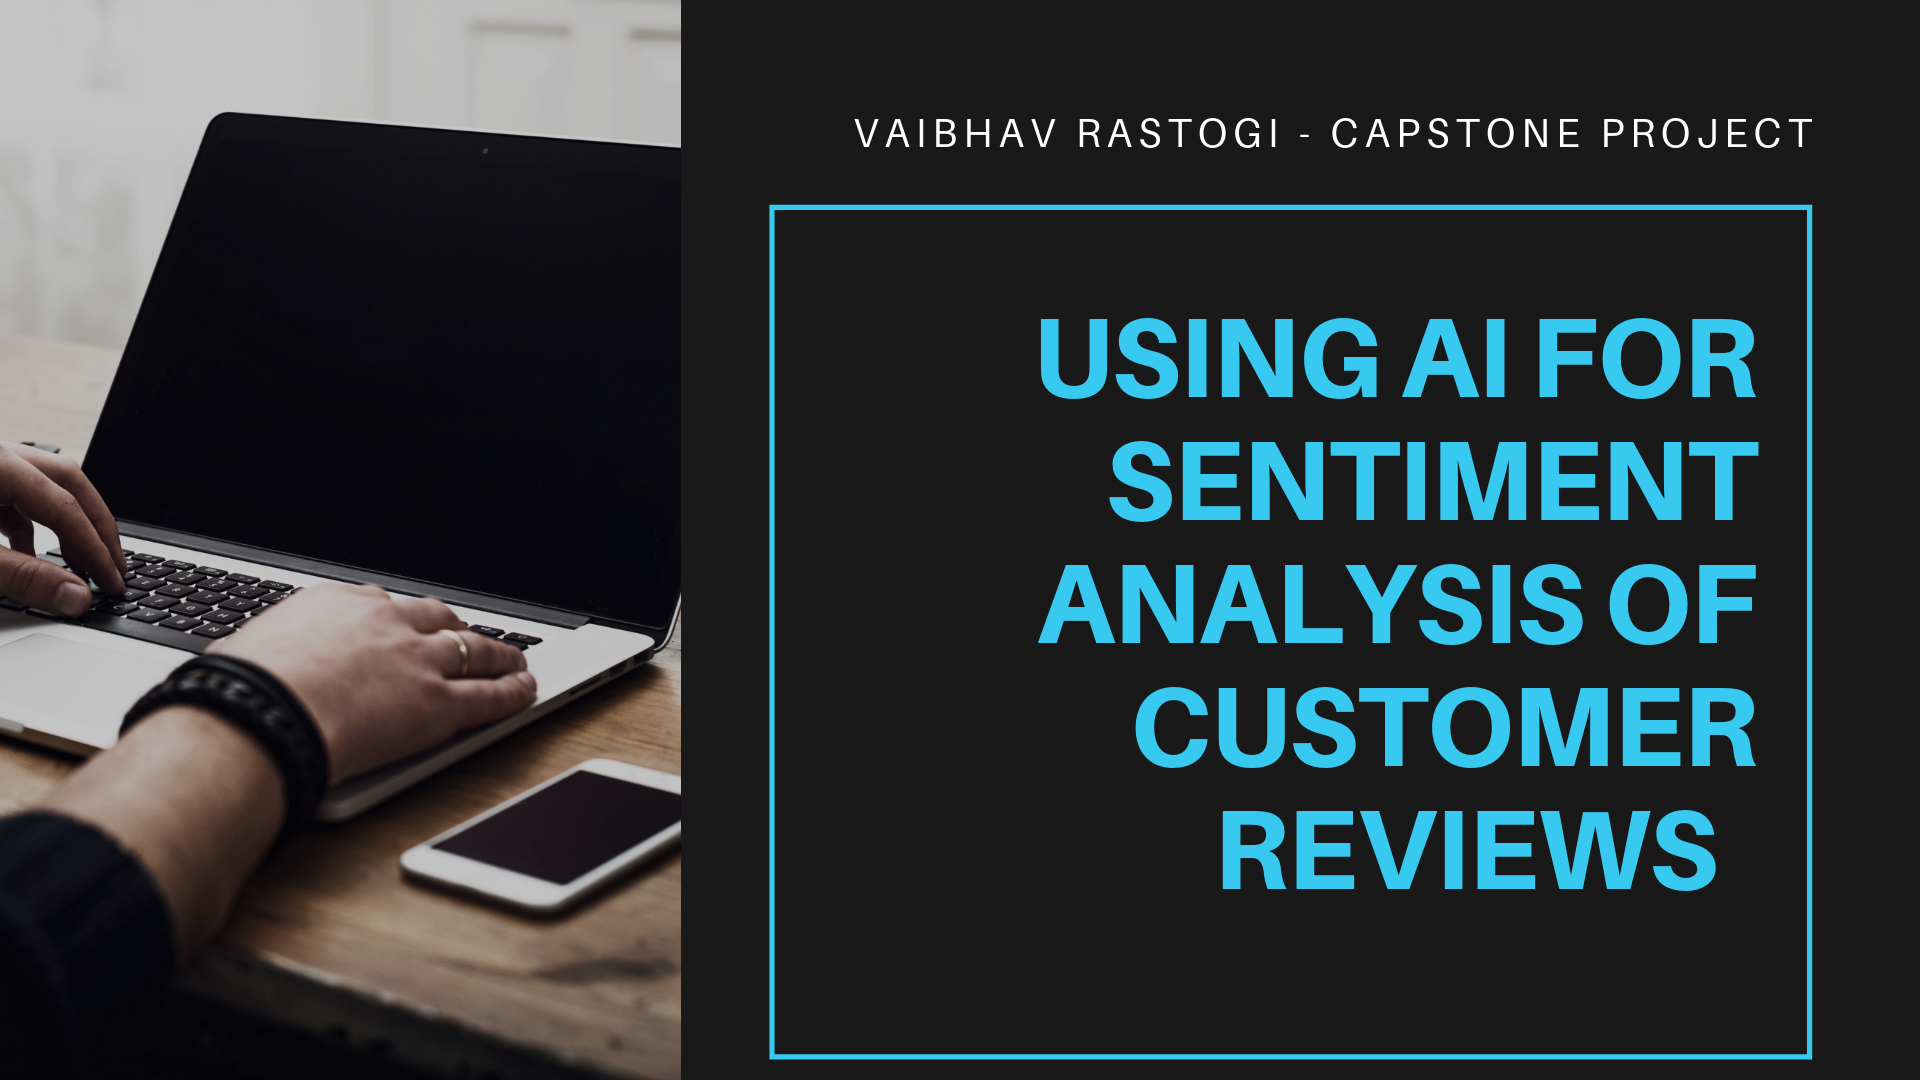 VAIBHAV RASTOGI - CAPSTONE PROJECT
USING AI FOR
SENTIMENT
ANALYSIS OF
CUSTOMER
REVIEWS